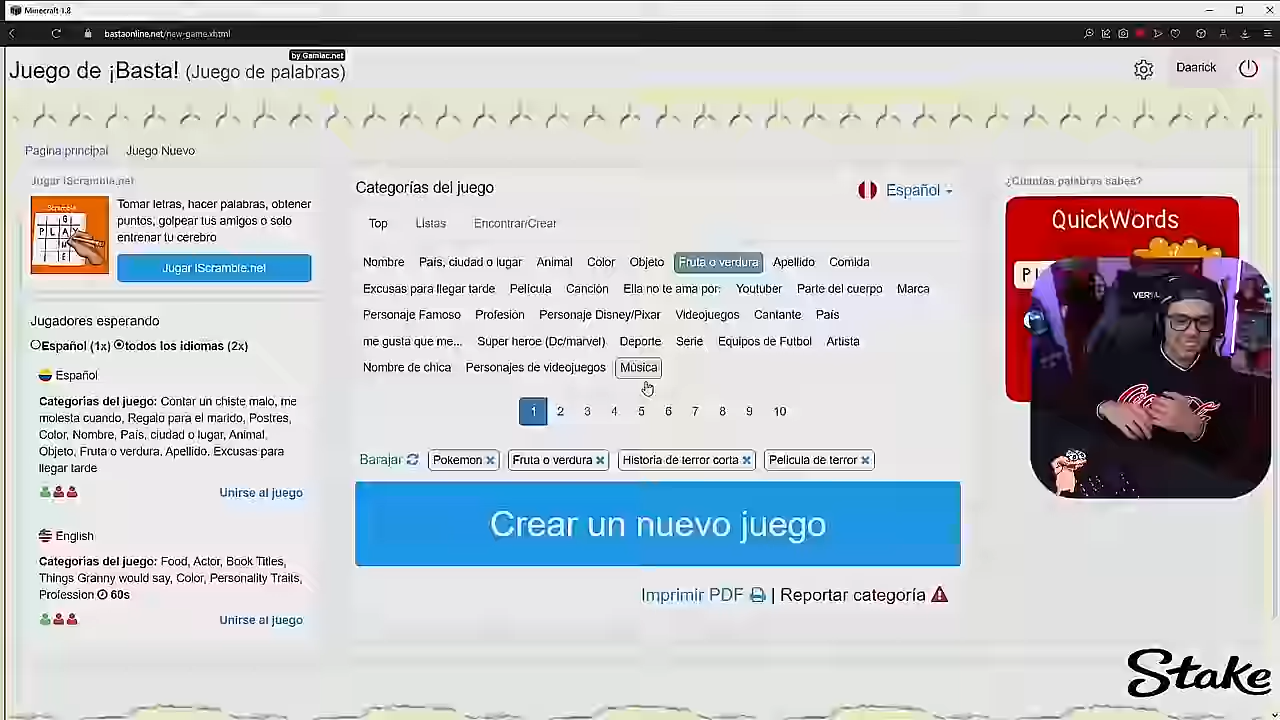 Minecraft 1.8
bastaonline.net/new-game.xhtml
by Gamlac.net
Juego de ¡Basta! (Juego de palabras)
Daarick
Pagina principal Juego Nuevo
Jugar iScramble.net
Scramble
Tomar letras, hacer palabras, obtener
puntos, golpear tus amigos o solo
entrenar tu cerebro
Jugar iScramble.net
Jugadores esperando
Español (1x) todos los idiomas (2x)
Español
Categorías del juego: Contar un chiste malo, me
molesta cuando, Regalo para el marido, Postres,
Color, Nombre, País, ciudad o lugar, Animal,
Objeto, Fruta o verdura, Apellido, Excusas para
llegar tarde
Unirse al juego
English
Categorías del juego: Food, Actor, Book Titles,
Things Granny would say, Color, Personality Traits,
Profession 60s
Unirse al juego
Categorías del juego
Español
Top Listas Encontrar/Crear
Nombre País, ciudad o lugar Animal Color Objeto Fruta o verdura Apellido Comida
Excusas para llegar tarde Película Canción Ella no te ama por: Youtuber Parte del cuerpo Marca
Personaje Famoso Profesión Personaje Disney/Pixar Videojuegos Cantante País
me gusta que me... Super heroe (Dc/marvel) Deporte Serie Equipos de Futbol Artista
Nombre de chica Personajes de videojuegos Música
1 2 3 4 5 6 7 8 9 10
Barajar Pokemon Fruta o verdura Historia de terror corta Pelicula de terror
Crear un nuevo juego
Imprimir PDF | Reportar categoría
¿Cuántas palabras sabes?
QuickWords
Stake